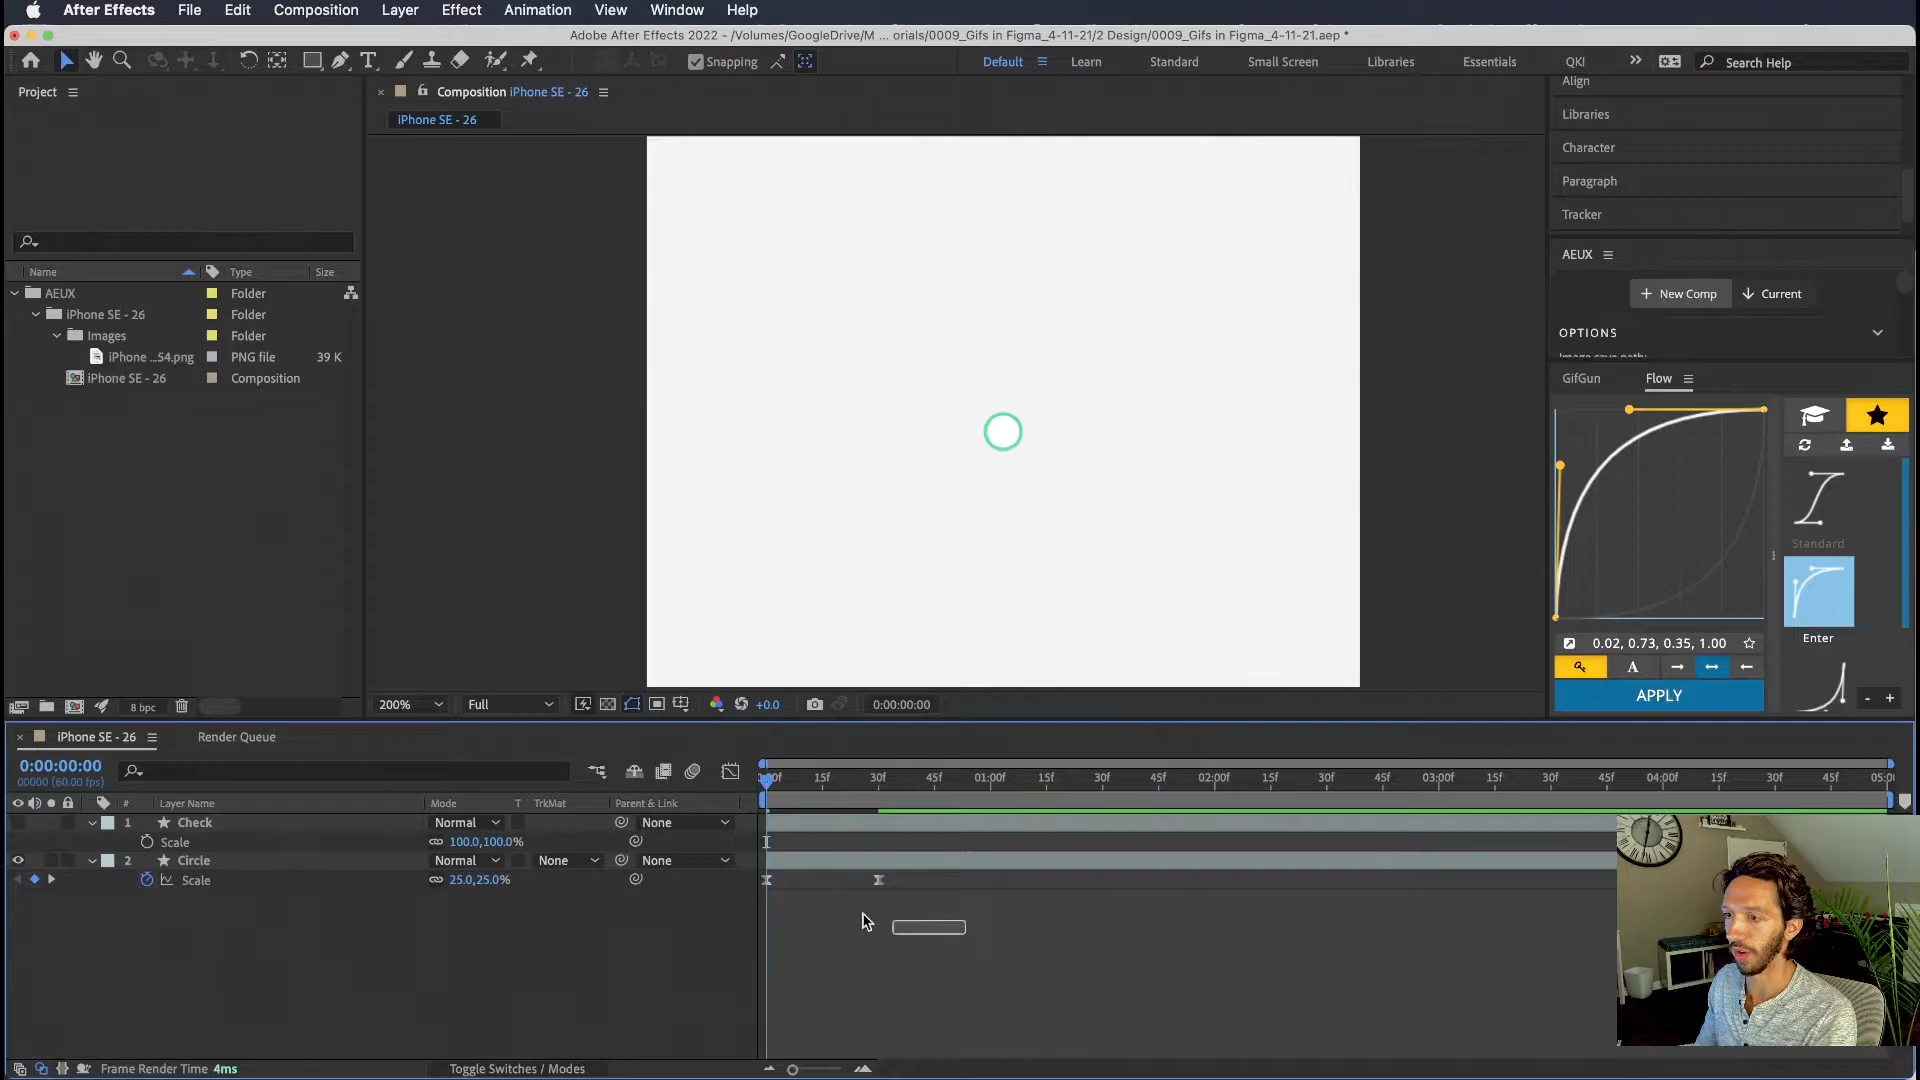 After Effects File Edit Composition Layer Effect Animation View Window Help
Adobe After Effects 2022 - /Volumes/GoogleDrive/M ... orials/0009_Gifs in Figma_4-11-21/2 Design/0009_Gifs in Figma_4-11-21.aep *
Snapping Default Learn Standard Small Screen Libraries Essentials QKI Search Help
Project
Composition iPhone SE - 26
iPhone SE - 26
Align
Libraries
Character
Paragraph
Tracker
AEUX
+ New Comp Current
OPTIONS
Image save path:
Name Type Size
AEUX Folder
iPhone SE - 26 Folder
Images Folder
iPhone ...54.png PNG file 39 K
iPhone SE - 26 Composition
GifGun Flow
Standard
Enter
0.02, 0.73, 0.35, 1.00
A
APPLY
- +
8 bpc
200% Full +0.0 0:00:00:00
iPhone SE - 26 Render Queue
0:00:00:00
00000 (60.00 fps)
15f 30f 45f 01:00f 15f 30f 45f 02:00f 15f 30f 45f 03:00f 15f 30f 45f 04:00f 15f 30f 45f
# Layer Name Mode T TrkMat Parent & Link
1 Check Normal None
Scale 100.0,100.0%
2 Circle Normal None None
Scale 25.0,25.0%
Frame Render Time 4ms Toggle Switches / Modes